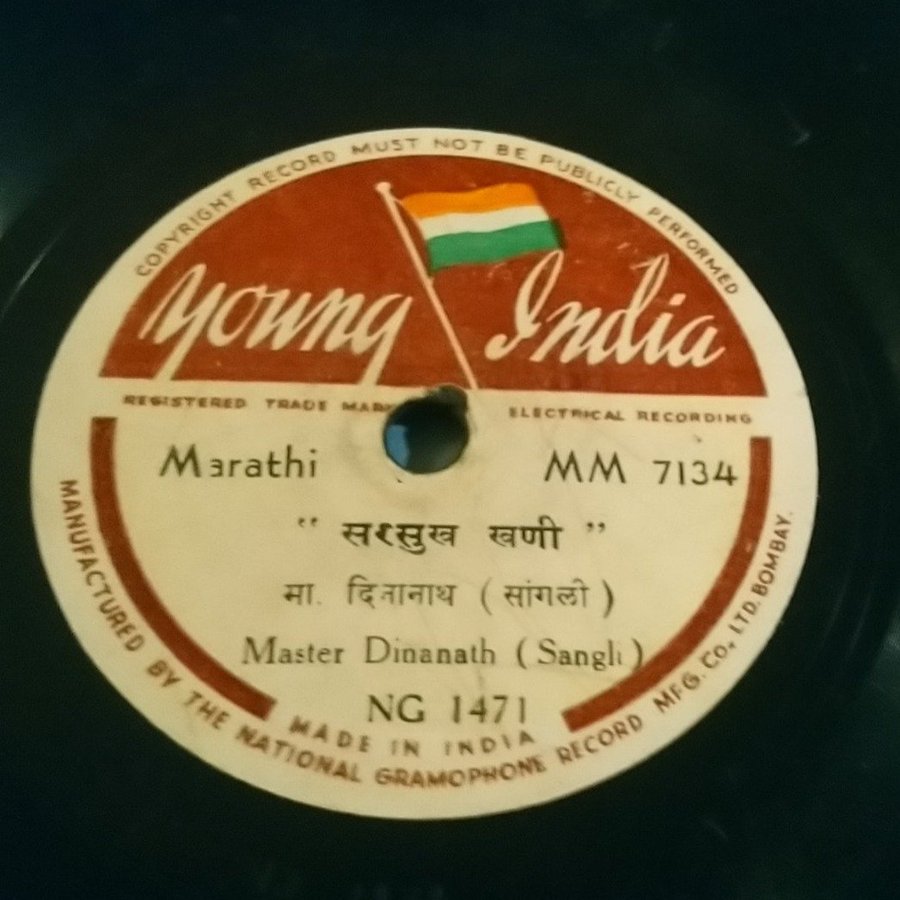 COPYRIGHT RECORD MUST NOT BE PUBLICLY PERFORMED
Young India
REGISTERED TRADE MARK ELECTRICAL RECORDING
Marathi MM 7134
“ सरसुख खणी ”
मा. दिनानाथ ( सांगली )
Master Dinanath ( Sangli )
NG 1471
MADE IN INDIA
MANUFACTURED BY THE NATIONAL GRAMOPHONE RECORD MFG. Co., LTD. BOMBAY.